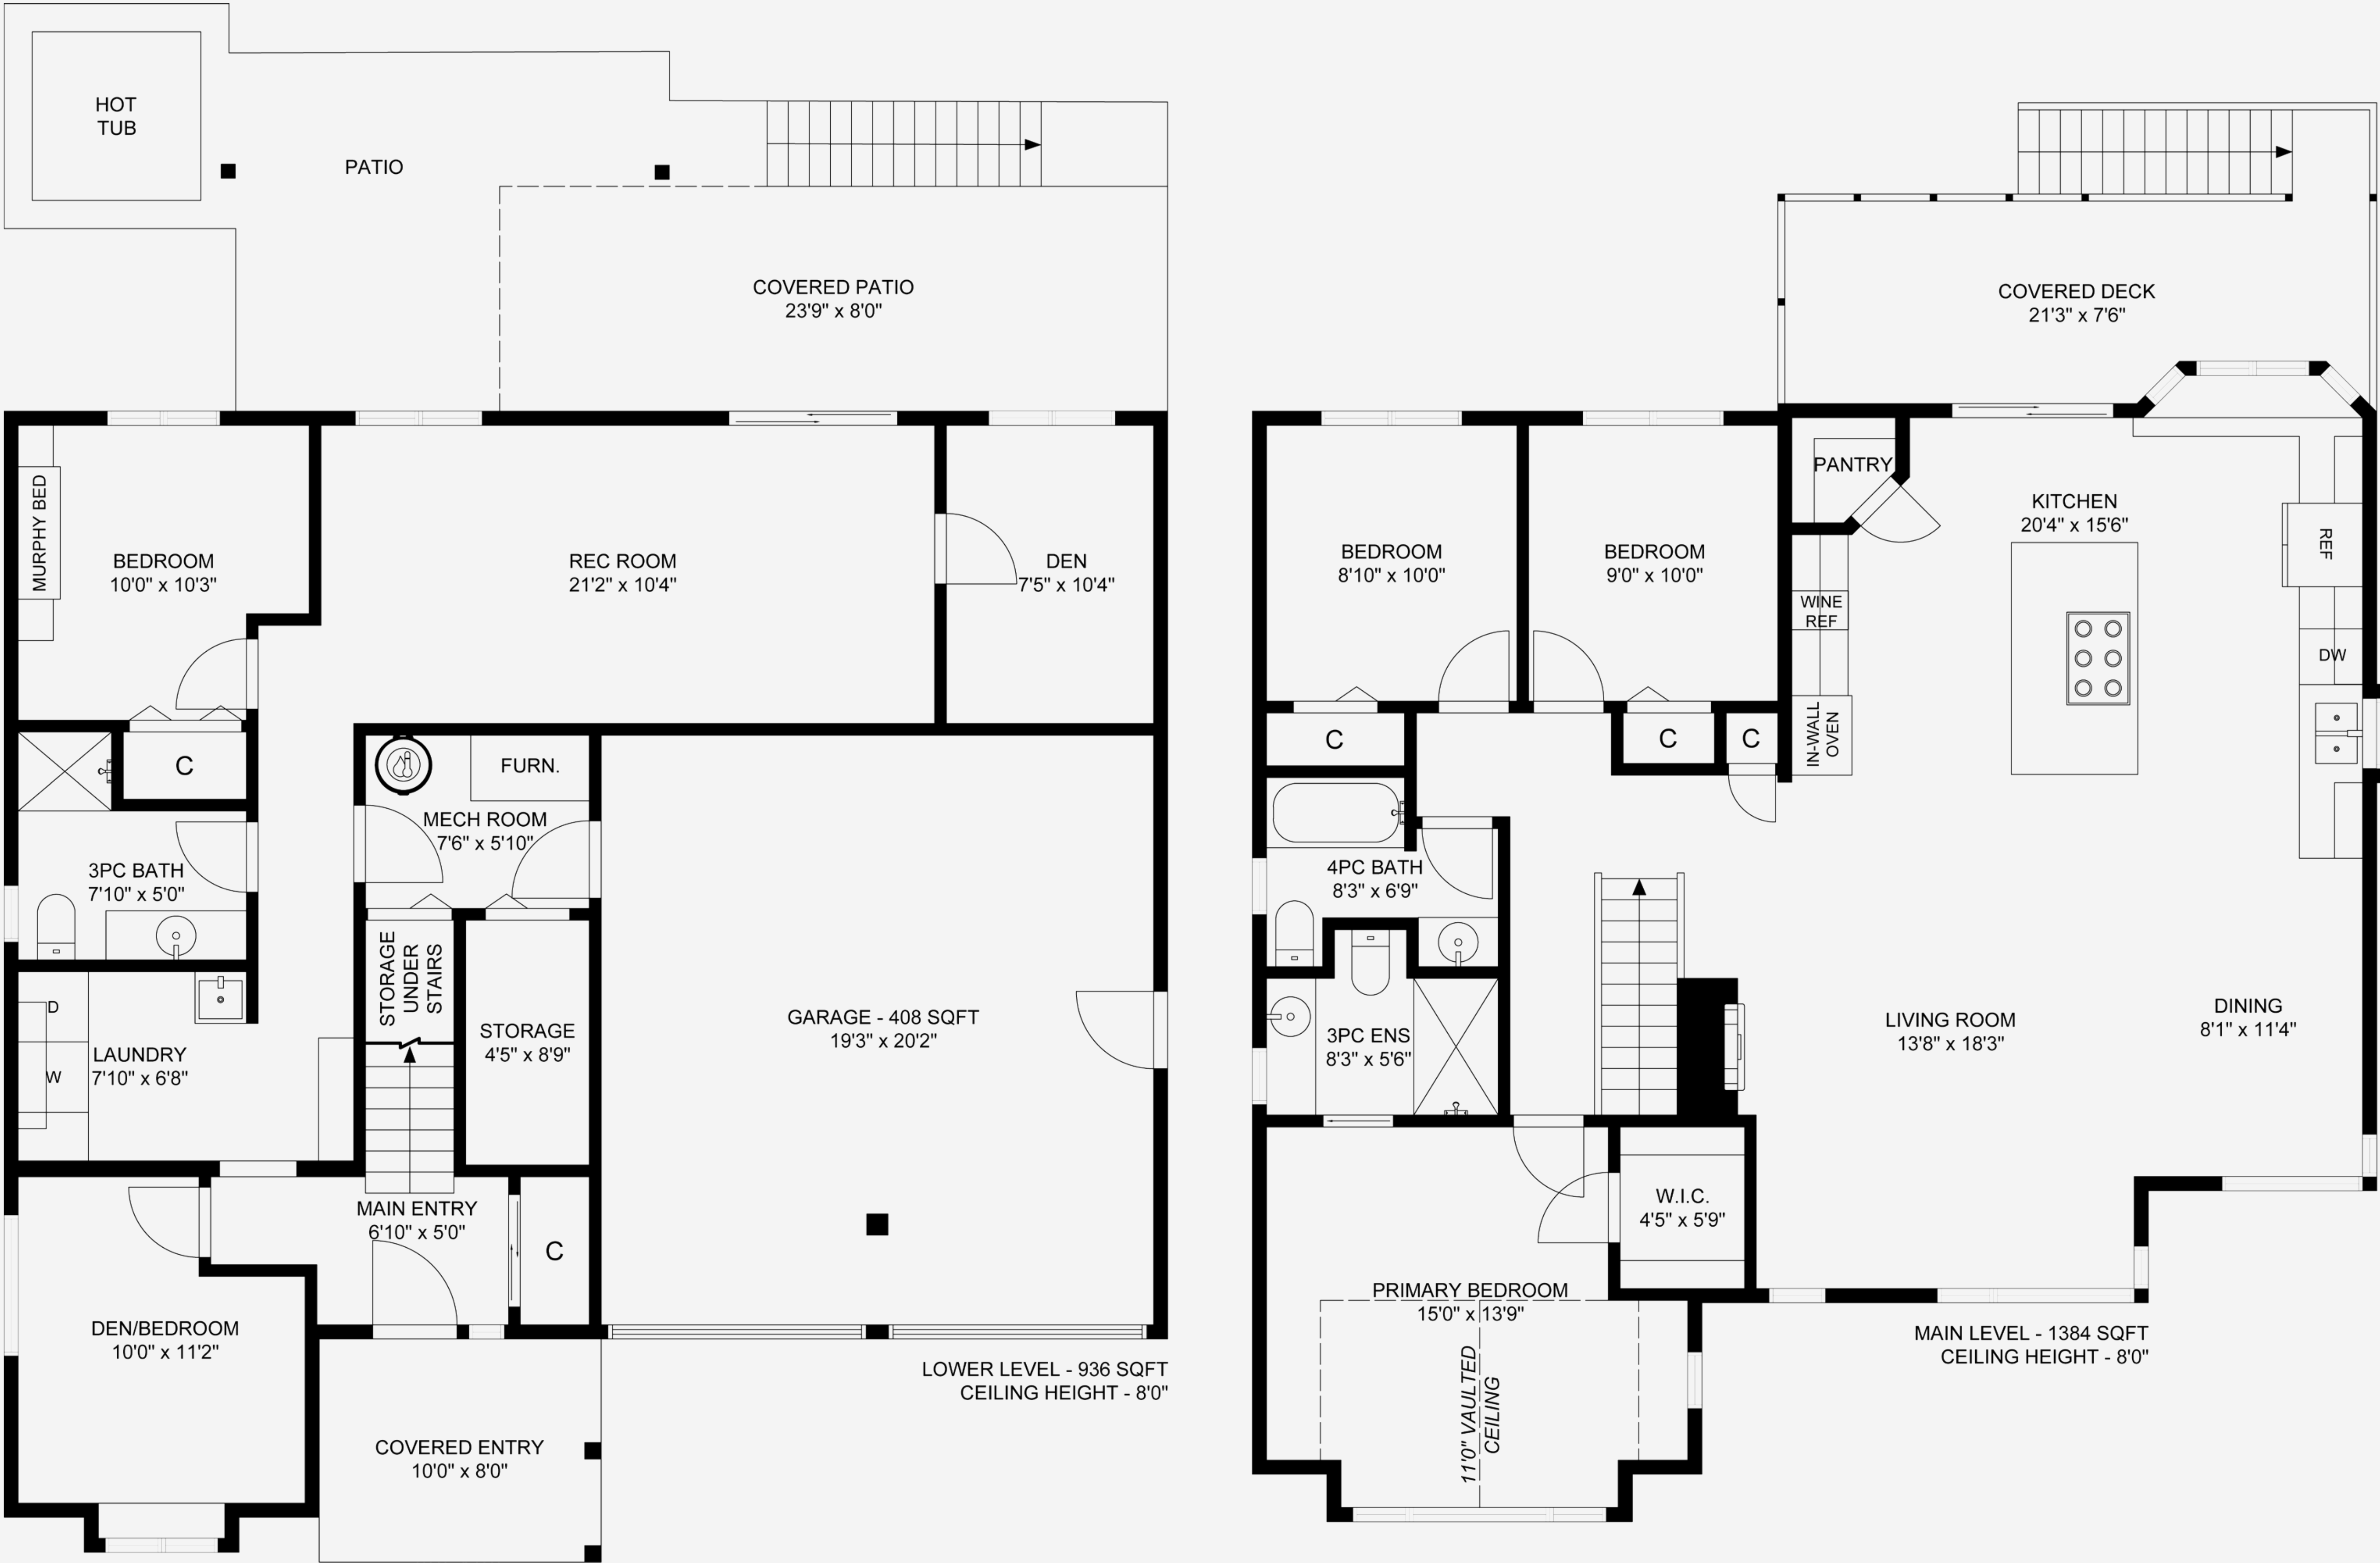 HOT
TUB
PATIO
COVERED PATIO
23'9" x 8'0"
MURPHY BED
BEDROOM
10'0" x 10'3"
REC ROOM
21'2" x 10'4"
DEN
7'5" x 10'4"
C
FURN.
MECH ROOM
7'6" x 5'10"
3PC BATH
7'10" x 5'0"
STORAGE
UNDER
STAIRS
STORAGE
4'5" x 8'9"
GARAGE - 408 SQFT
19'3" x 20'2"
D
W
LAUNDRY
7'10" x 6'8"
MAIN ENTRY
6'10" x 5'0"
C
DEN/BEDROOM
10'0" x 11'2"
COVERED ENTRY
10'0" x 8'0"
LOWER LEVEL - 936 SQFT
CEILING HEIGHT - 8'0"
COVERED DECK
21'3" x 7'6"
PANTRY
KITCHEN
20'4" x 15'6"
REF
BEDROOM
8'10" x 10'0"
BEDROOM
9'0" x 10'0"
WINE
REF
DW
IN-WALL
OVEN
C
C
C
4PC BATH
8'3" x 6'9"
3PC ENS
8'3" x 5'6"
LIVING ROOM
13'8" x 18'3"
DINING
8'1" x 11'4"
W.I.C.
4'5" x 5'9"
PRIMARY BEDROOM
15'0" x 13'9"
11'0" VAULTED
CEILING
MAIN LEVEL - 1384 SQFT
CEILING HEIGHT - 8'0"